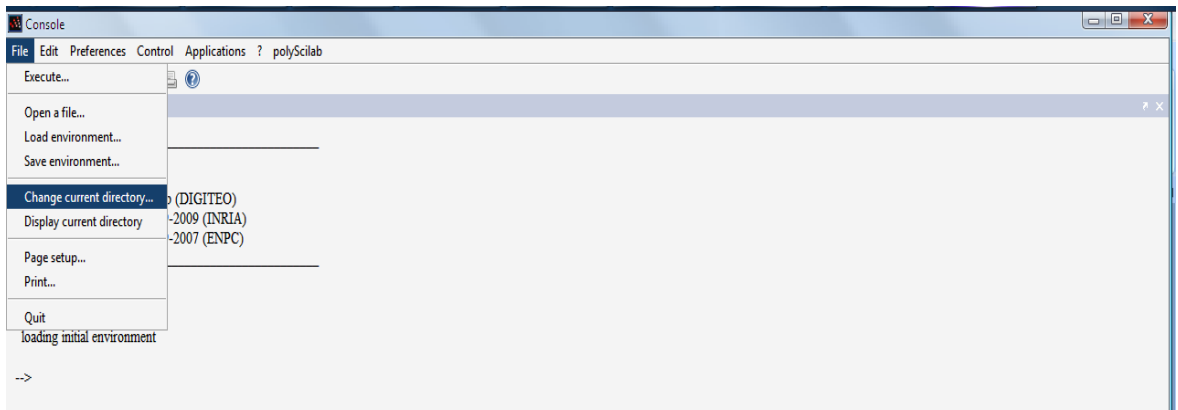 Console
File Edit Preferences Control Applications ? polyScilab
Execute...
Open a file...
Load environment...
Save environment...
Change current directory...
(DIGITEO)
Display current directory
-2009 (INRIA)
-2007 (ENPC)
Page setup...
Print...
Quit
loading initial environment
-->